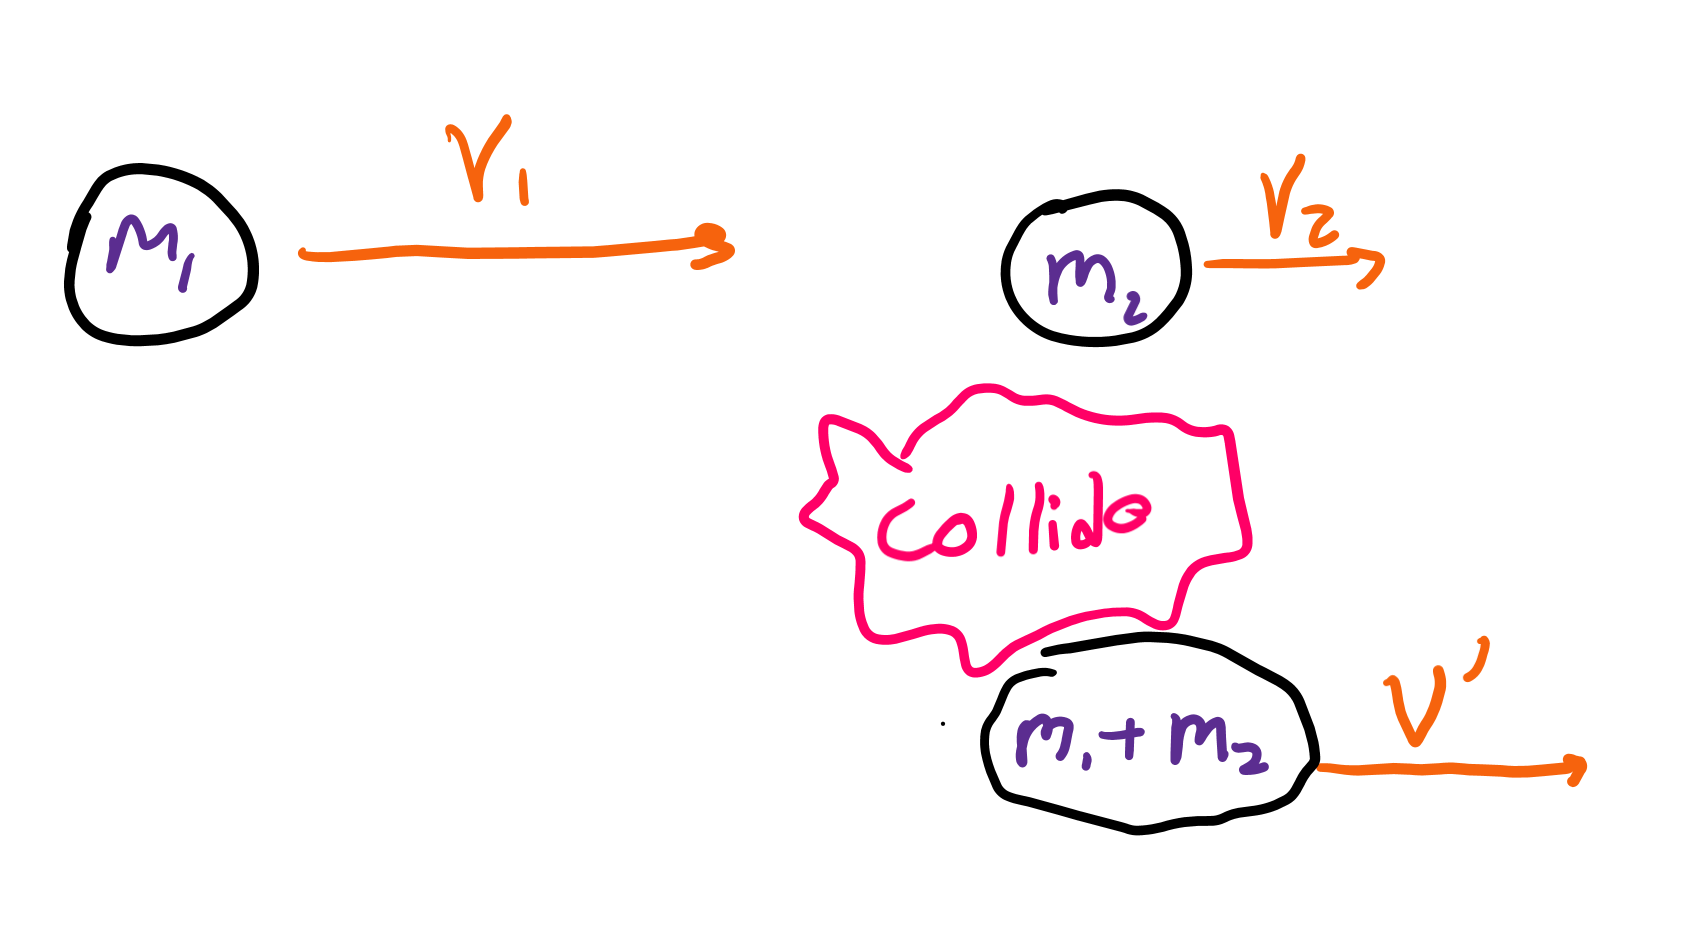 V₁
m₁
V₂
m₂
Collide
m₁+m₂
V'